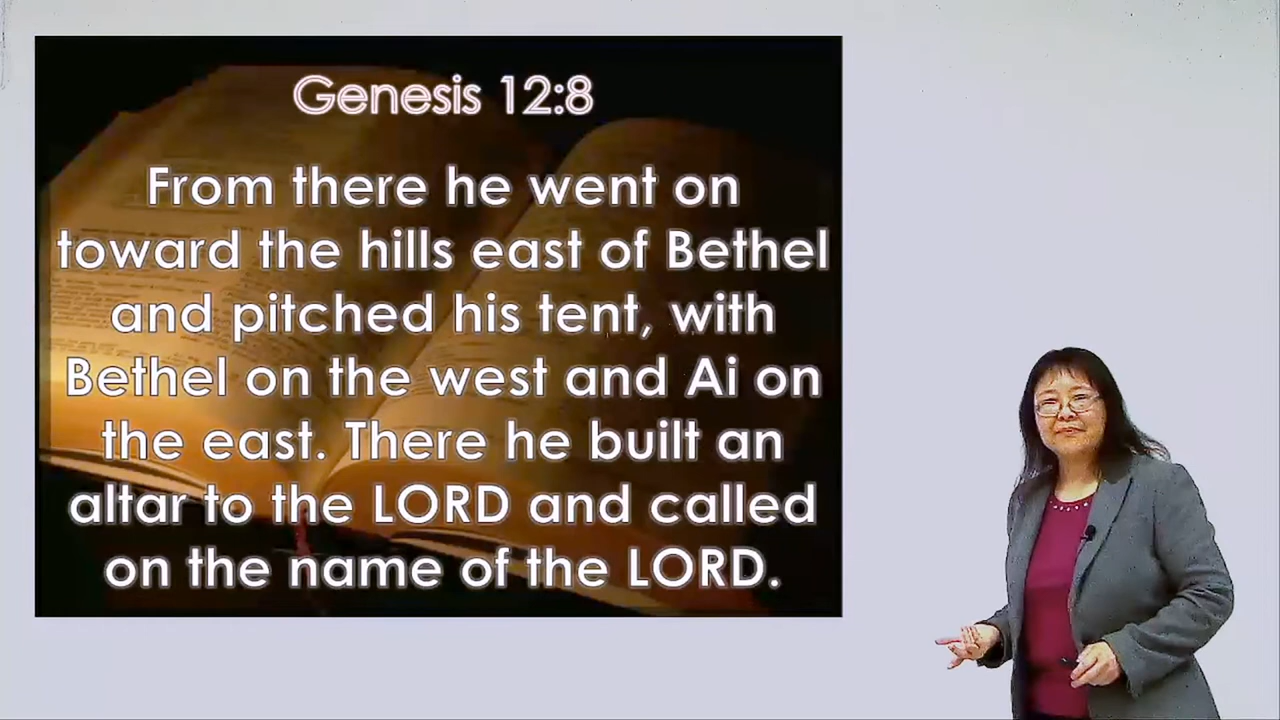 Genesis 12:8
From there he went on
toward the hills east of Bethel
and pitched his tent, with
Bethel on the west and Ai on
the east. There he built an
altar to the LORD and called
on the name of the LORD.